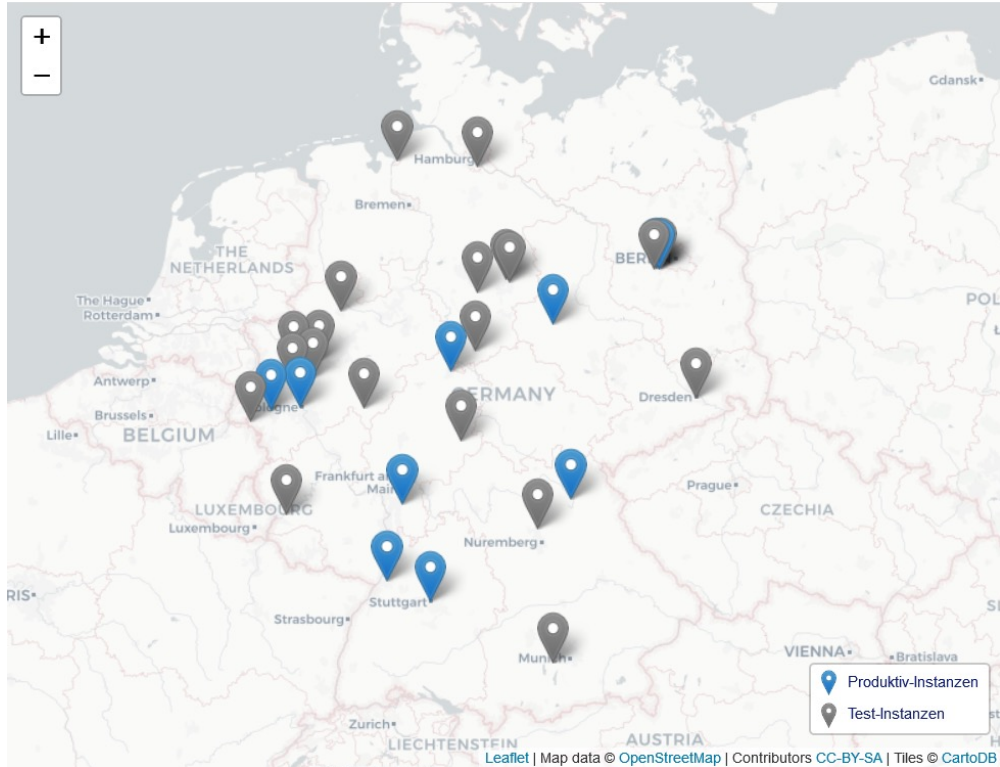 +
−
Gdansk
Hamburg
Bremen
THE
NETHERLANDS
The Hague
Rotterdam
Antwerp
Brussels
BELGIUM
Lille
GERMANY
Dresden
Frankfurt am
Main
LUXEMBOURG
Luxembourg
Prague
CZECHIA
Nuremberg
RIS
Stuttgart
Strasbourg
Munich
VIENNA
Bratislava
Zurich
LIECHTENSTEIN
AUSTRIA
Produktiv-Instanzen
Test-Instanzen
Leaflet | Map data © OpenStreetMap | Contributors CC-BY-SA | Tiles © CartoDB